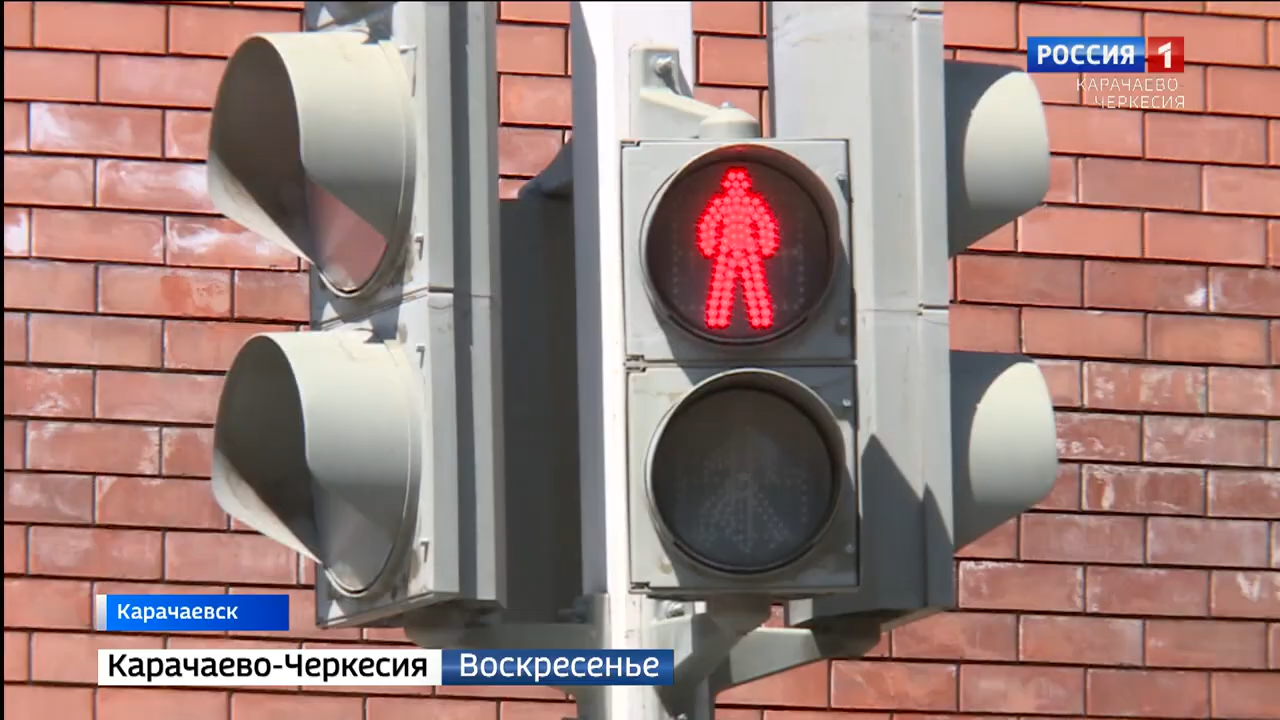 РОССИЯ 1
КАРАЧАЕВО-
ЧЕРКЕСИЯ
Карачаевск
Карачаево-Черкесия Воскресенье